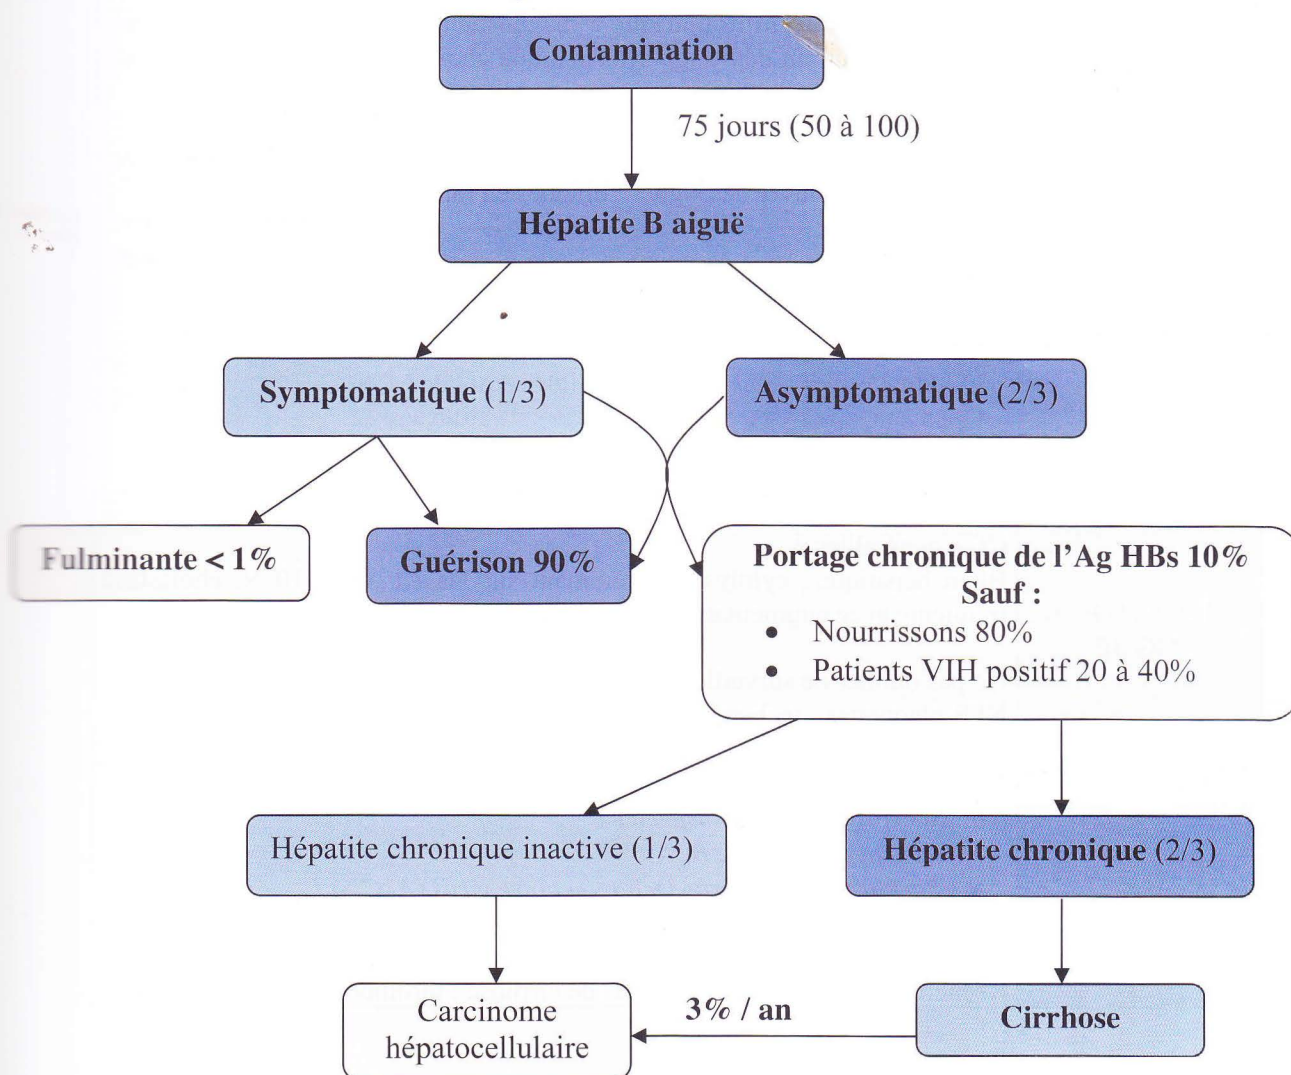 Contamination
75 jours (50 à 100)
Hépatite B aiguë
Symptomatique (1/3)
Asymptomatique (2/3)
Fulminante < 1%
Guérison 90%
Portage chronique de l'Ag HBs 10%
Sauf :
• Nourrissons 80%
• Patients VIH positif 20 à 40%
Hépatite chronique inactive (1/3)
Hépatite chronique (2/3)
Carcinome
hépatocellulaire
3% / an
Cirrhose